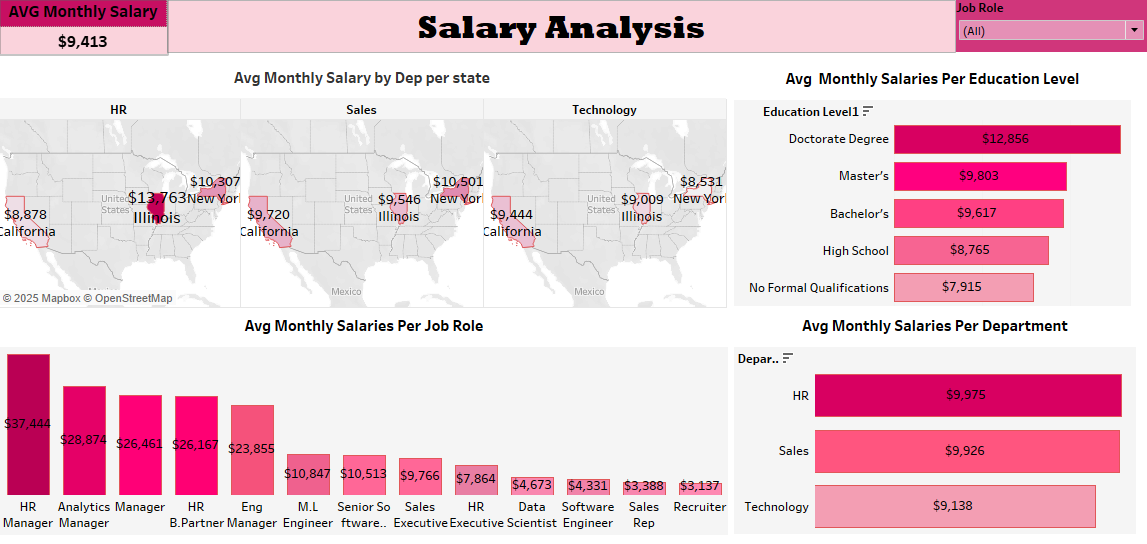 AVG Monthly Salary
$9,413
Salary Analysis
Job Role
(All)
Avg Monthly Salary by Dep per state
HR
Sales
Technology
United
States
$8,878
California
$13,763
Illinois
$10,307
New Yor
United
States
$9,720
California
$9,546
Illinois
$10,501
New Yor
Mexico
United
States
$9,444
California
$9,009
Illinois
$8,531
New Yor
Mexico
© 2025 Mapbox © OpenStreetMap
Avg  Monthly Salaries Per Education Level
Education Level1
Doctorate Degree $12,856
Master's $9,803
Bachelor's $9,617
High School $8,765
No Formal Qualifications $7,915
Avg Monthly Salaries Per Job Role
$37,444
$28,874
$26,461
$26,167
$23,855
$10,847
$10,513
$9,766
$7,864
$4,673
$4,331
$3,388
$3,137
HR
Manager
Analytics
Manager
Manager
HR
B.Partner
Eng
Manager
M.L
Engineer
Senior So
ftware..
Sales
Executive
HR
Executive
Data
Scientist
Software
Engineer
Sales
Rep
Recruiter
Avg Monthly Salaries Per Department
Depar..
HR $9,975
Sales $9,926
Technology $9,138